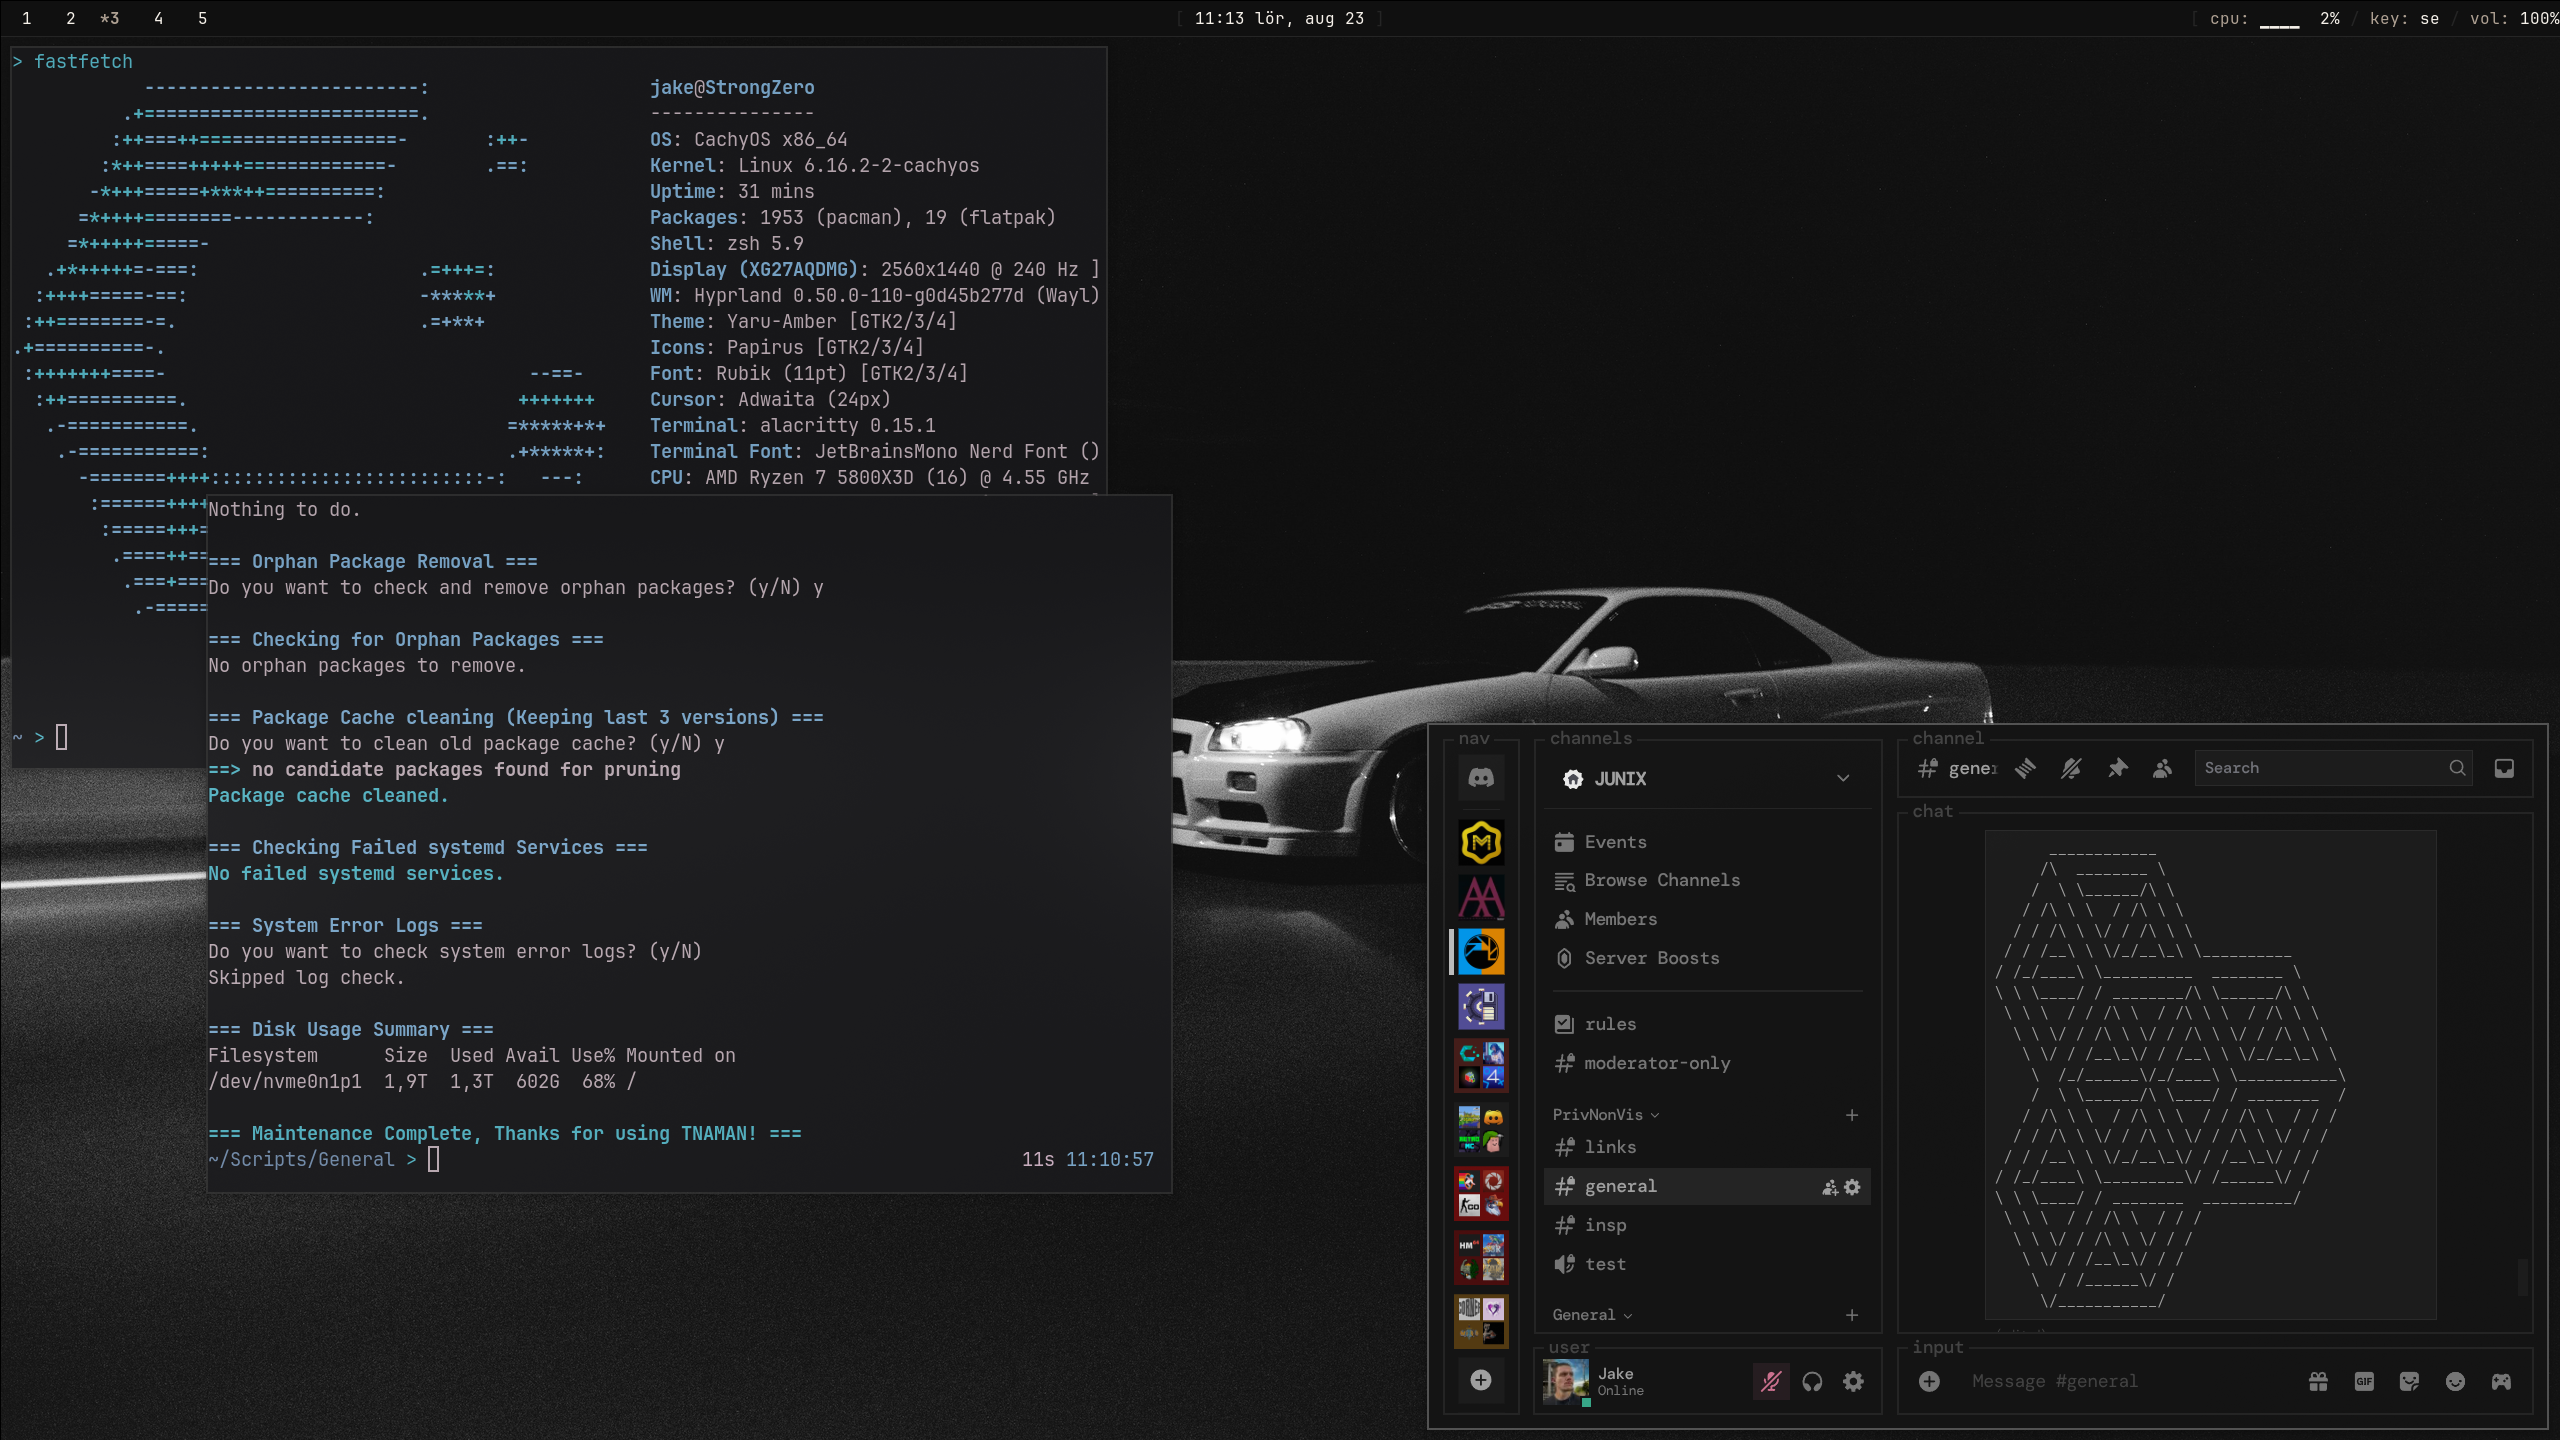 1 2 *3 4 5
[ 11:13 lör, aug 23 ]
[ cpu: ____ 2% / key: se / vol: 100%
> fastfetch
jake@StrongZero
---------------
OS: CachyOS x86_64
Kernel: Linux 6.16.2-2-cachyos
Uptime: 31 mins
Packages: 1953 (pacman), 19 (flatpak)
Shell: zsh 5.9
Display (XG27AQDMG): 2560x1440 @ 240 Hz ]
WM: Hyprland 0.50.0-110-g0d45b277d (Wayl)
Theme: Yaru-Amber [GTK2/3/4]
Icons: Papirus [GTK2/3/4]
Font: Rubik (11pt) [GTK2/3/4]
Cursor: Adwaita (24px)
Terminal: alacritty 0.15.1
Terminal Font: JetBrainsMono Nerd Font ()
CPU: AMD Ryzen 7 5800X3D (16) @ 4.55 GHz
~ >
Nothing to do.
=== Orphan Package Removal ===
Do you want to check and remove orphan packages? (y/N) y
=== Checking for Orphan Packages ===
No orphan packages to remove.
=== Package Cache cleaning (Keeping last 3 versions) ===
Do you want to clean old package cache? (y/N) y
==> no candidate packages found for pruning
Package cache cleaned.
=== Checking Failed systemd Services ===
No failed systemd services.
=== System Error Logs ===
Do you want to check system error logs? (y/N)
Skipped log check.
=== Disk Usage Summary ===
Filesystem Size Used Avail Use% Mounted on
/dev/nvme0n1p1 1,9T 1,3T 602G 68% /
=== Maintenance Complete, Thanks for using TNAMAN! ===
~/Scripts/General > 11s 11:10:57
nav
channels
JUNIX
Events
Browse Channels
Members
Server Boosts
rules
moderator-only
PrivNonVis
links
general
insp
test
General
user
Jake
Online
channel
gener
Search
chat
input
Message #general
GIF